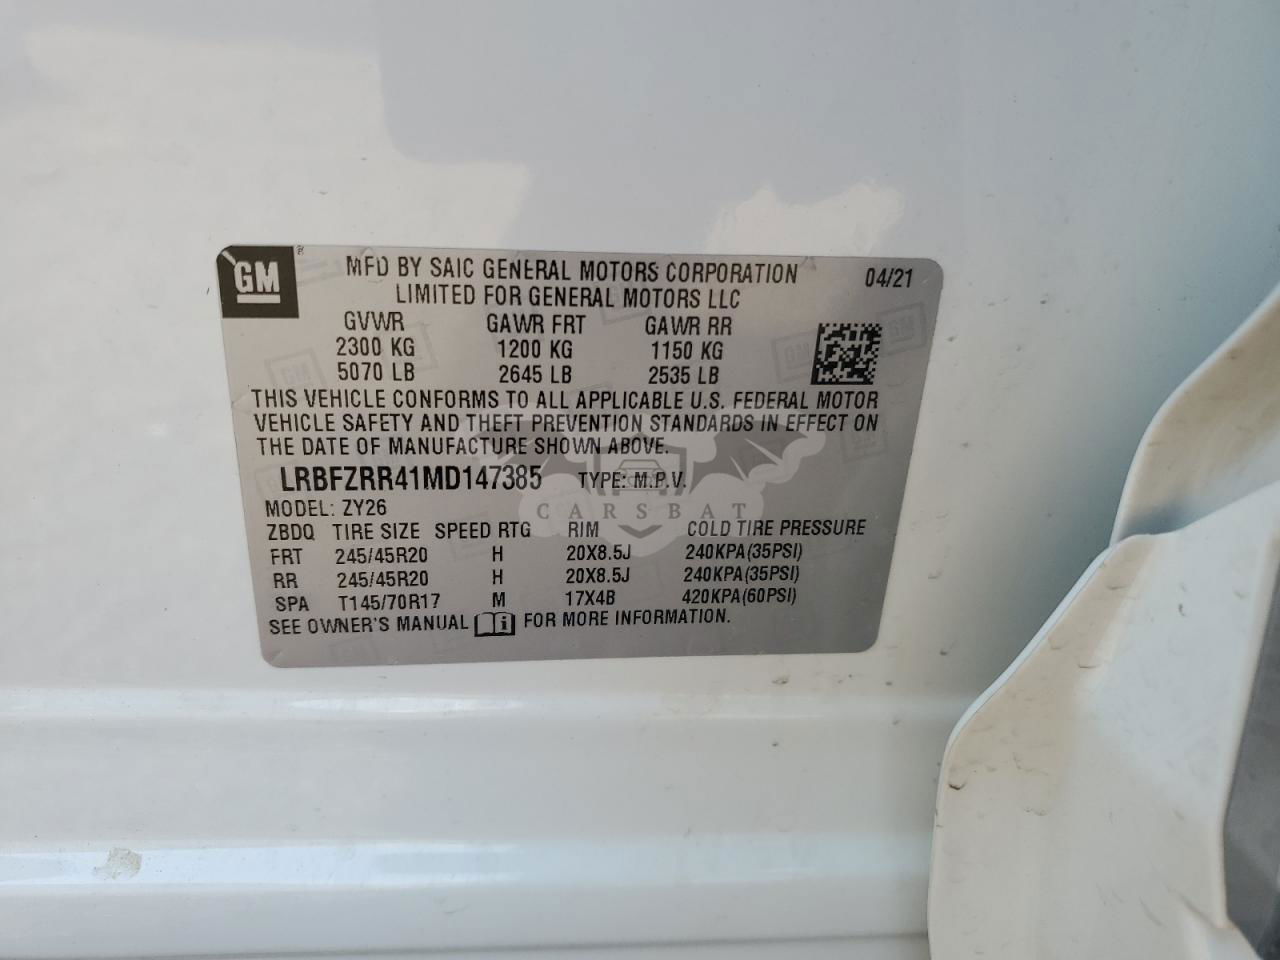 GM ® MFD BY SAIC GENERAL MOTORS CORPORATION 04/21
LIMITED FOR GENERAL MOTORS LLC
GVWR GAWR FRT GAWR RR
2300 KG 1200 KG 1150 KG
5070 LB 2645 LB 2535 LB
THIS VEHICLE CONFORMS TO ALL APPLICABLE U.S. FEDERAL MOTOR
VEHICLE SAFETY AND THEFT PREVENTION STANDARDS IN EFFECT ON
THE DATE OF MANUFACTURE SHOWN ABOVE.
LRBFZRR41MD147385 TYPE: M.P.V.
CARSBAT
MODEL: ZY26
ZBDQ TIRE SIZE SPEED RTG RIM COLD TIRE PRESSURE
FRT 245/45R20 H 20X8.5J 240KPA(35PSI)
RR 245/45R20 H 20X8.5J 240KPA(35PSI)
SPA T145/70R17 M 17X4B 420KPA(60PSI)
SEE OWNER'S MANUAL i FOR MORE INFORMATION.